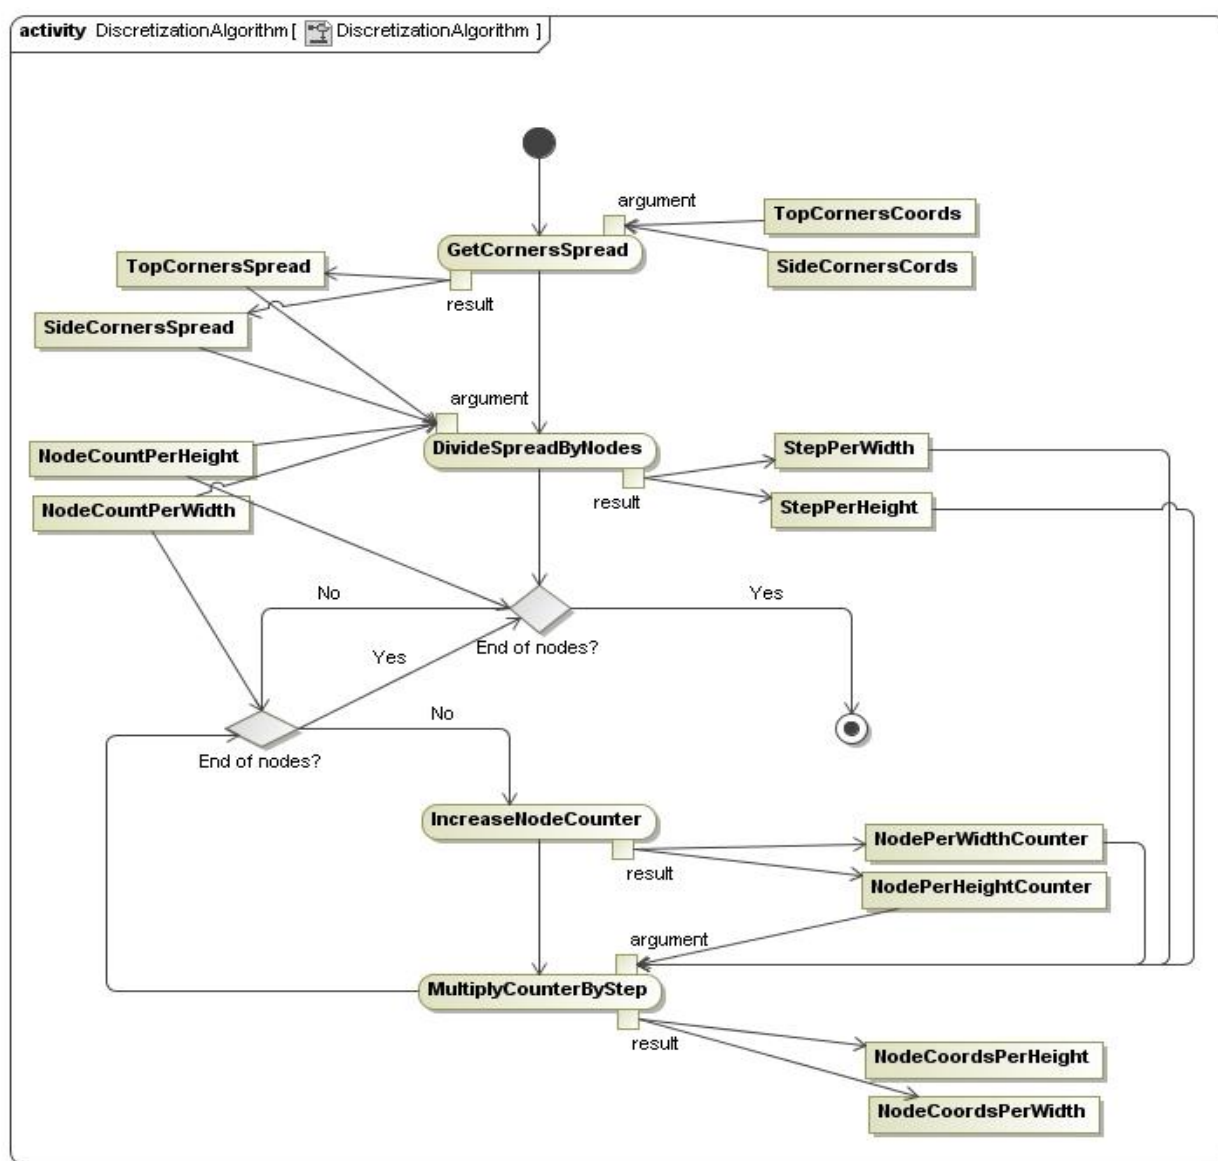 activity DiscretizationAlgorithm [ DiscretizationAlgorithm ]
argument
TopCornersCoords
GetCornersSpread
TopCornersSpread
SideCornersCords
result
SideCornersSpread
argument
NodeCountPerHeight
DivideSpreadByNodes
StepPerWidth
result
StepPerHeight
NodeCountPerWidth
No
Yes
End of nodes?
Yes
No
End of nodes?
IncreaseNodeCounter
NodePerWidthCounter
result
NodePerHeightCounter
argument
MultiplyCounterByStep
result
NodeCoordsPerHeight
NodeCoordsPerWidth